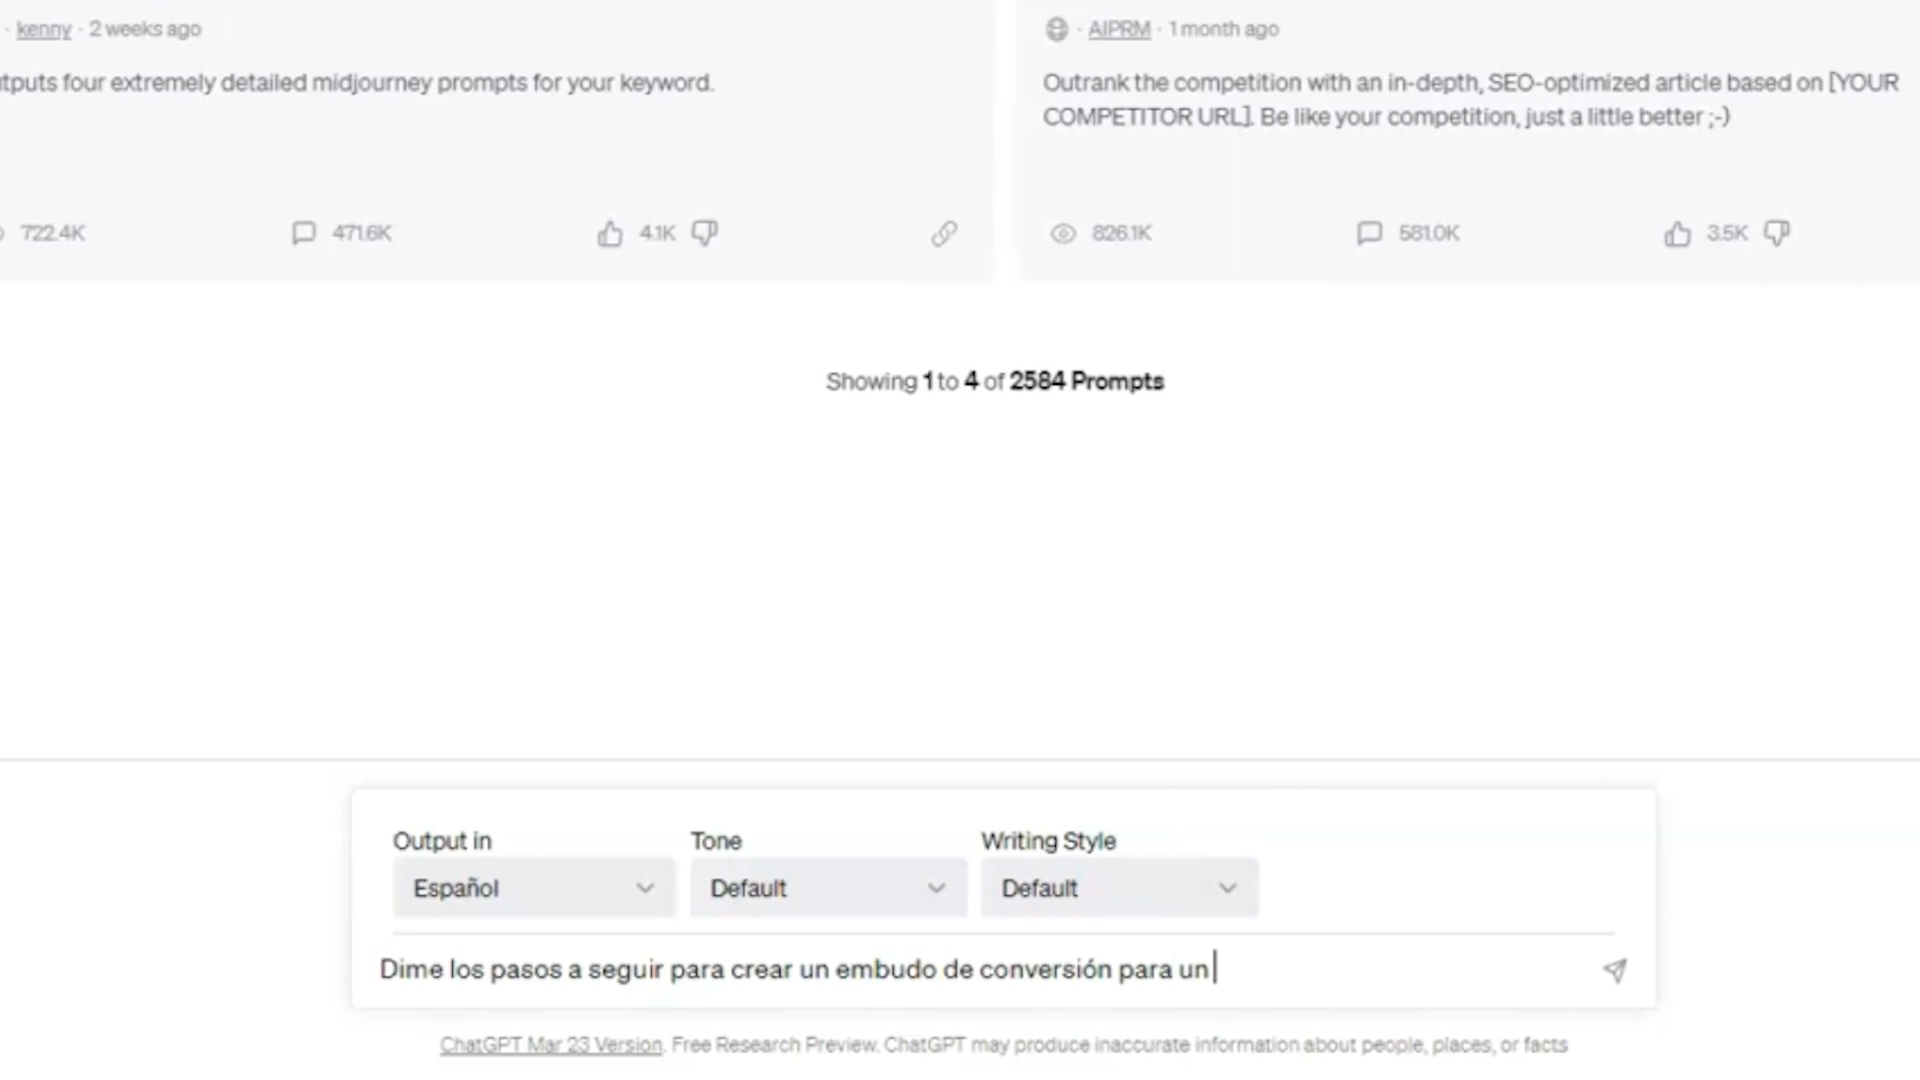 · kenny · 2 weeks ago
tputs four extremely detailed midjourney prompts for your keyword.
722.4K 471.6K 4.1K
· AIPRM · 1 month ago
Outrank the competition with an in-depth, SEO-optimized article based on [YOUR
COMPETITOR URL]. Be like your competition, just a little better ;-)
826.1K 581.0K 3.5K
Showing 1 to 4 of 2584 Prompts
Output in Tone Writing Style
Español Default Default
Dime los pasos a seguir para crear un embudo de conversión para un
ChatGPT Mar 23 Version. Free Research Preview. ChatGPT may produce inaccurate information about people, places, or facts